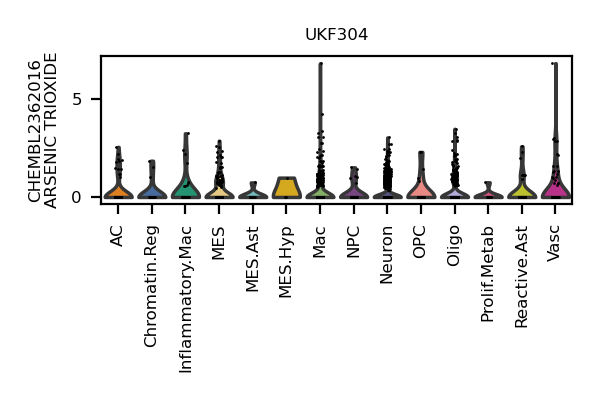 UKF304
CHEMBL2362016
ARSENIC TRIOXIDE
5
0
AC
Chromatin.Reg
Inflammatory.Mac
MES
MES.Ast
MES.Hyp
Mac
NPC
Neuron
OPC
Oligo
Prolif.Metab
Reactive.Ast
Vasc